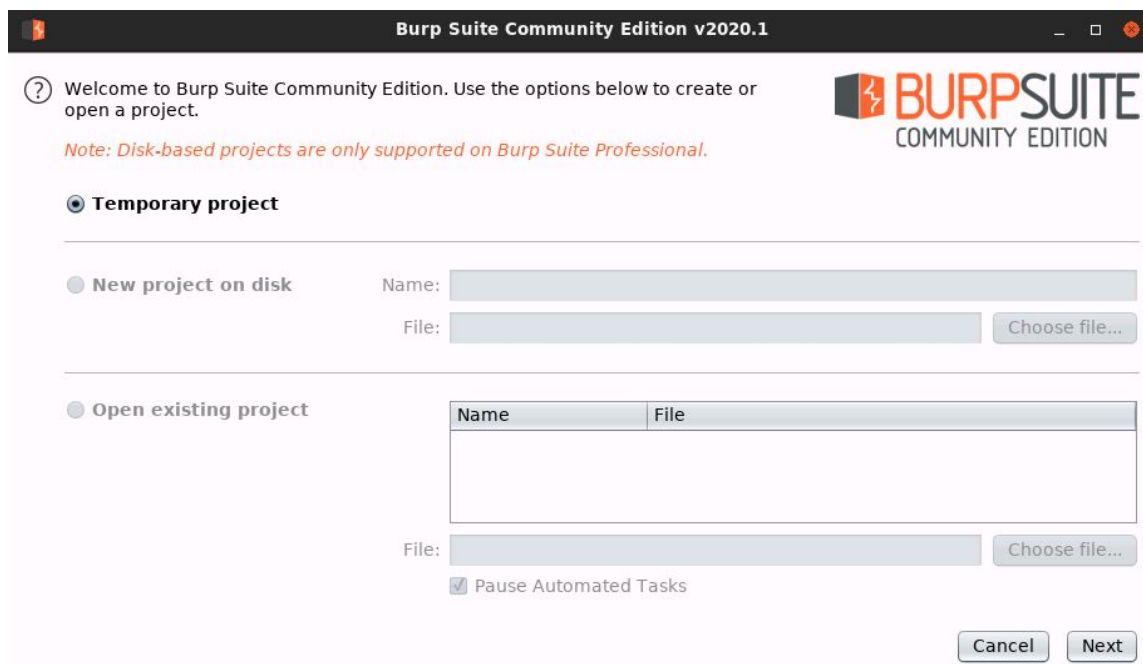 Burp Suite Community Edition v2020.1
Welcome to Burp Suite Community Edition. Use the options below to create or
open a project.
BURPSUITE
COMMUNITY EDITION
Note: Disk-based projects are only supported on Burp Suite Professional.
Temporary project
New project on disk
Name:
File:
Choose file...
Open existing project
Name
File
File:
Choose file...
Pause Automated Tasks
Cancel
Next